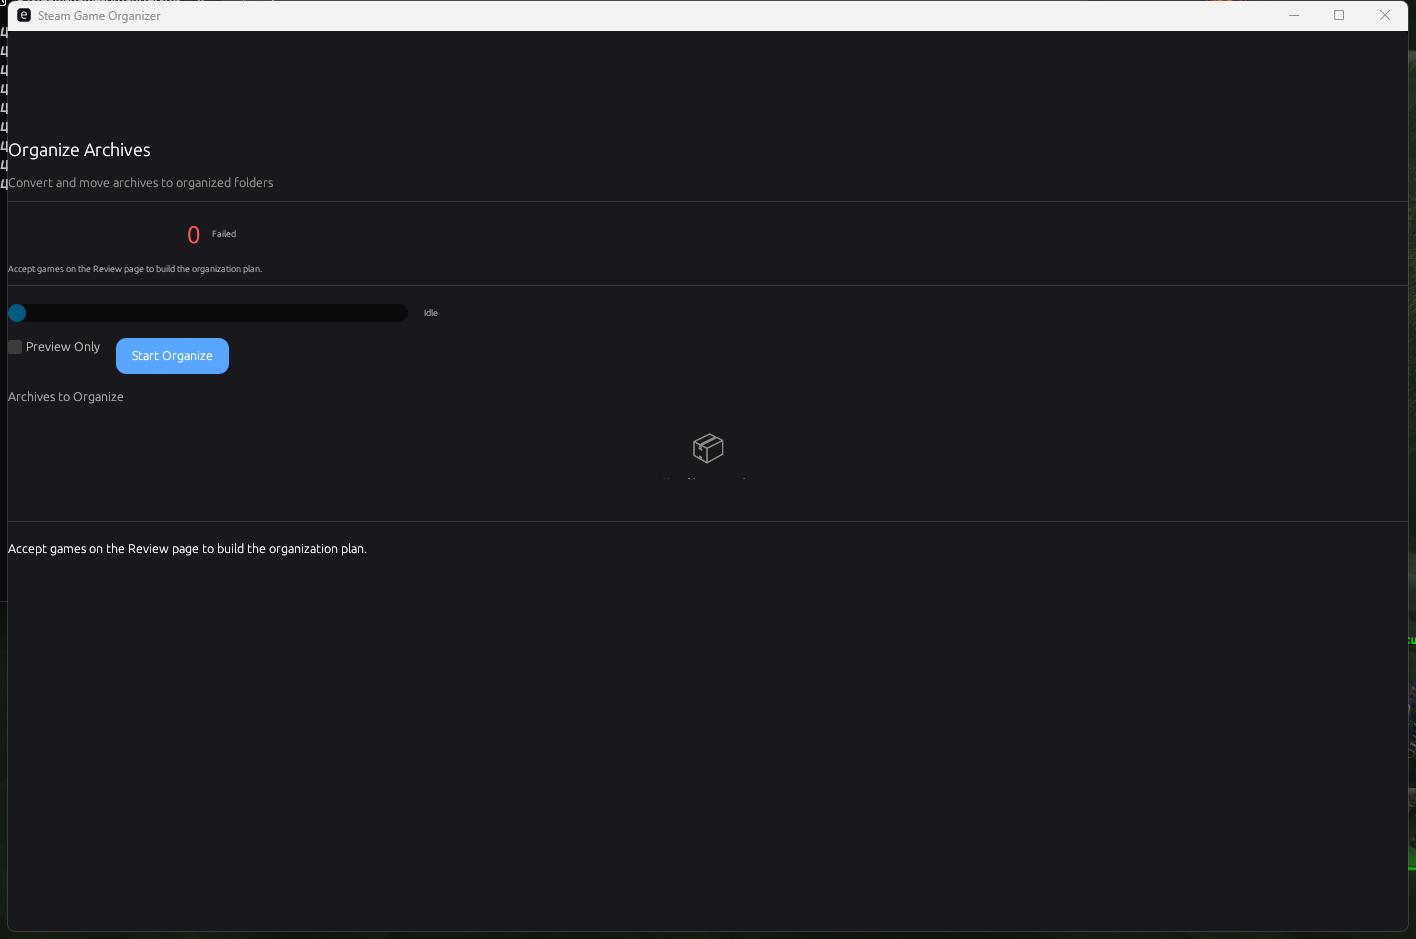 Steam Game Organizer
Organize Archives
Convert and move archives to organized folders
0 Failed
Accept games on the Review page to build the organization plan.
Idle
Preview Only
Start Organize
Archives to Organize
Accept games on the Review page to build the organization plan.